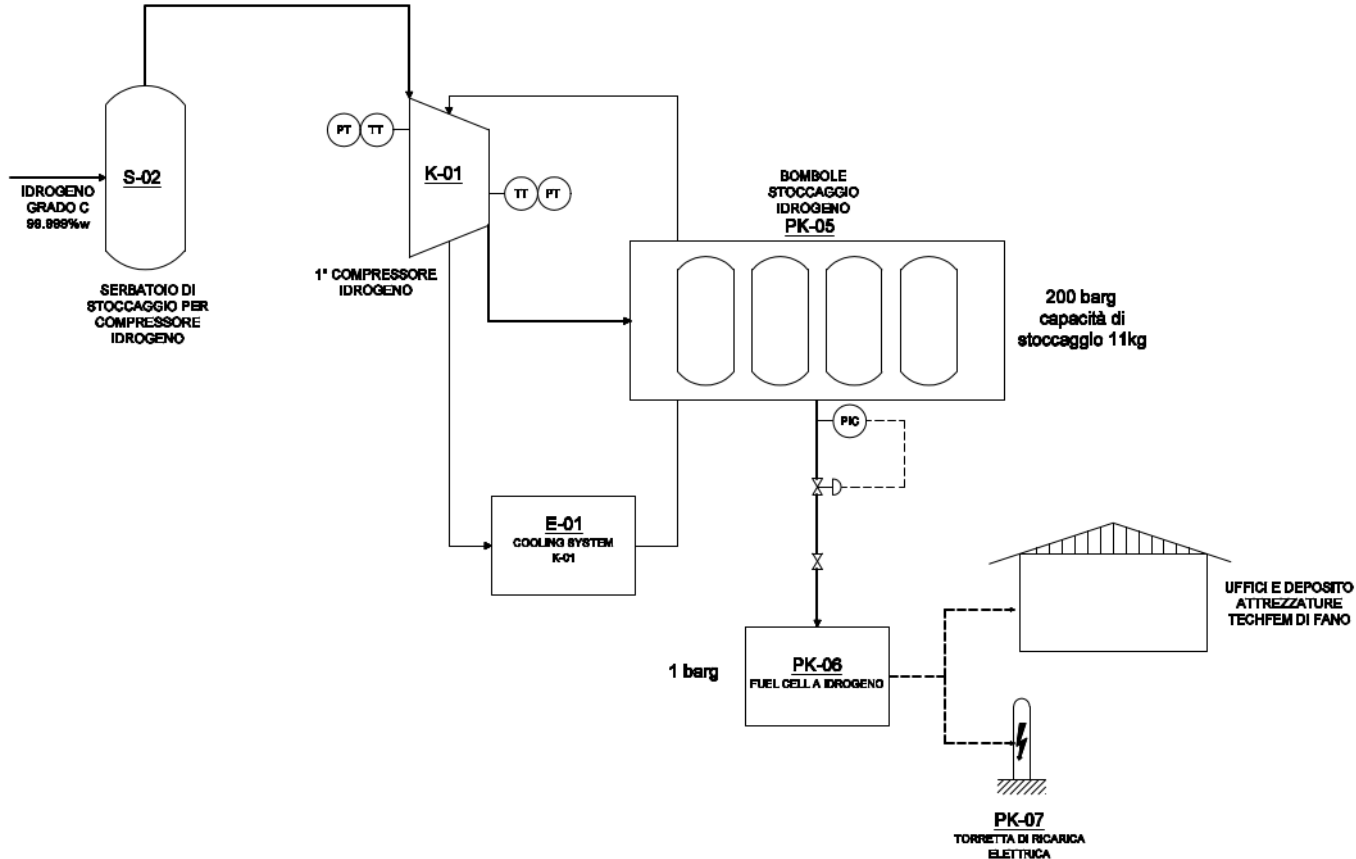 S-02
IDROGENO
GRADO C
99.999%w
SERBATOIO DI
STOCCAGGIO PER
COMPRESSORE
IDROGENO
PT
TT
K-01
TT
PT
1° COMPRESSORE
IDROGENO
BOMBOLE
STOCCAGGIO
IDROGENO
PK-05
200 barg
capacità di
stoccaggio 11kg
PIC
E-01
COOLING SYSTEM
K-01
1 barg
PK-06
FUEL CELL A IDROGENO
UFFICI E DEPOSITO
ATTREZZATURE
TECHFEM DI FANO
PK-07
TORRETTA DI RICARICA
ELETTRICA